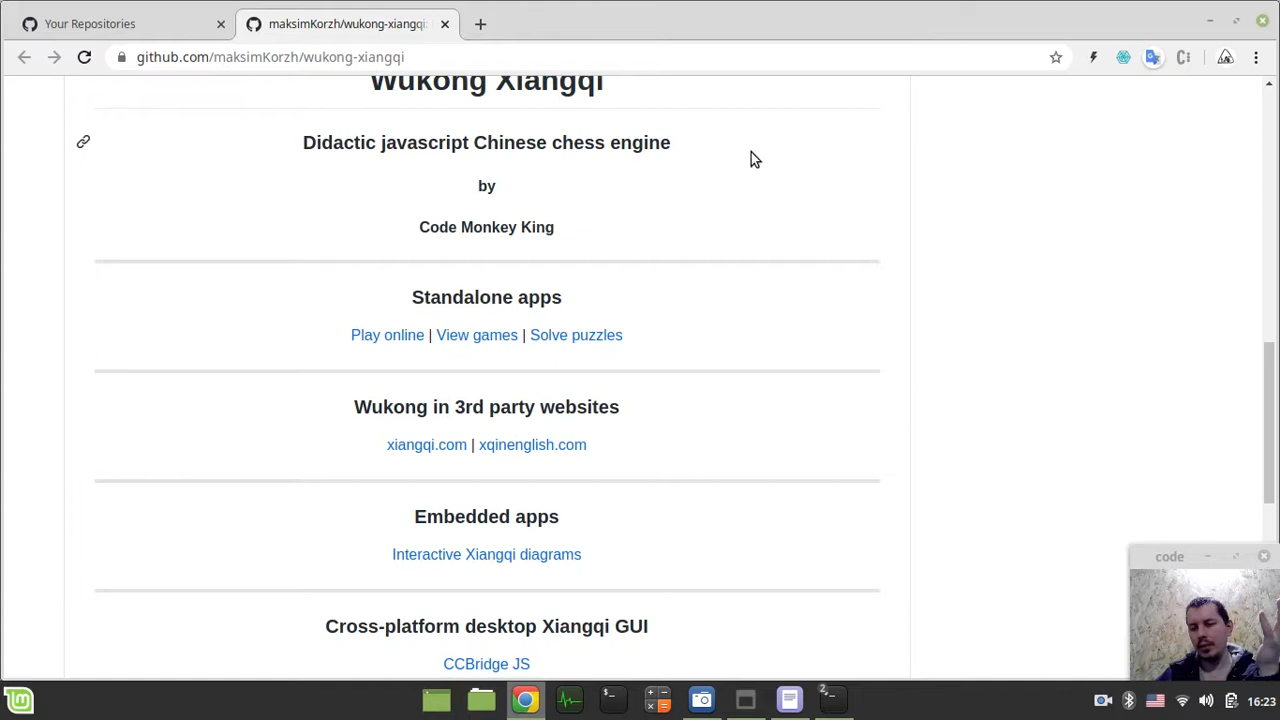 Your Repositories
maksimKorzh/wukong-xiangqi:
github.com/maksimKorzh/wukong-xiangqi
Wukong Xiangqi
Didactic javascript Chinese chess engine
by
Code Monkey King
Standalone apps
Play online | View games | Solve puzzles
Wukong in 3rd party websites
xiangqi.com | xqinenglish.com
Embedded apps
Interactive Xiangqi diagrams
Cross-platform desktop Xiangqi GUI
CCBridge JS
code
2
16:23